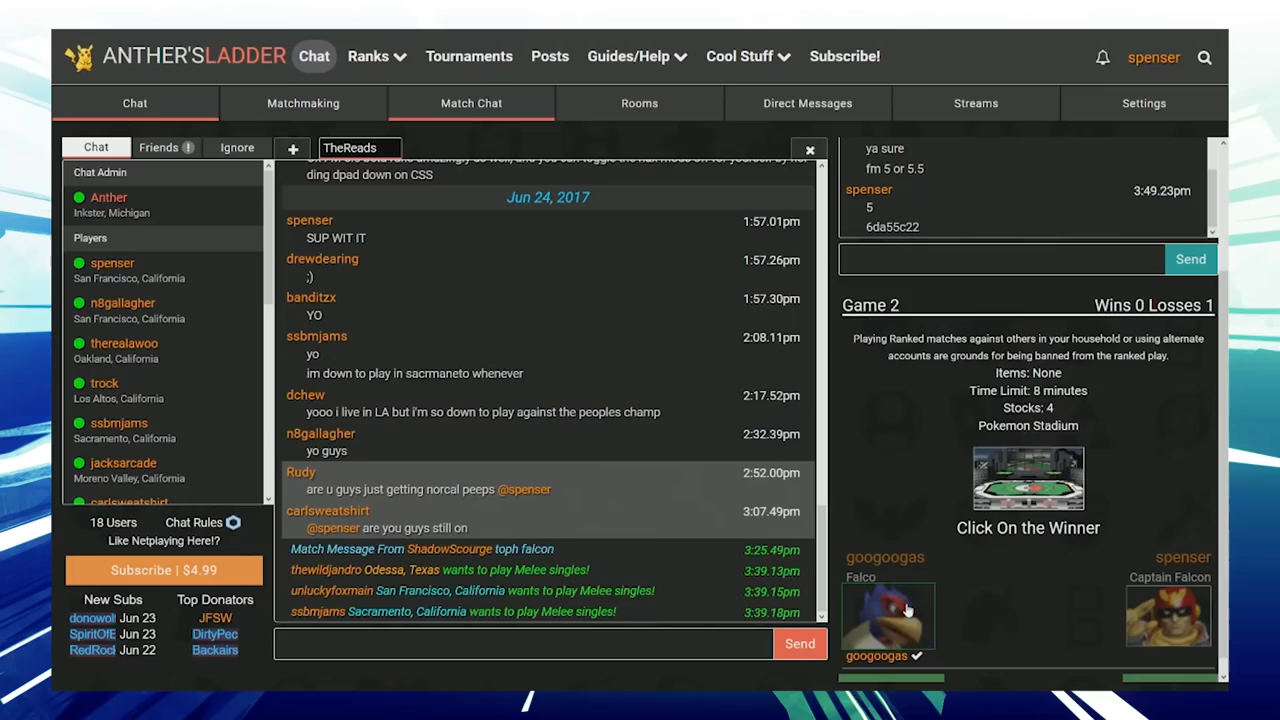 ANTHER'SLADDER Chat Ranks Tournaments Posts Guides/Help Cool Stuff Subscribe! spenser
Chat Matchmaking Match Chat Rooms Direct Messages Streams Settings
Chat Friends Ignore + TheReads
Chat Admin
Anther
Inkster, Michigan
Players
spenser
San Francisco, California
n8gallagher
San Francisco, California
therealawoo
Oakland, California
trock
Los Altos, California
ssbmjams
Sacramento, California
jacksarcade
Moreno Valley, California
carlsweatshirt
18 Users Chat Rules
Like Netplaying Here!?
Subscribe | $4.99
New Subs Top Donators
donowoll Jun 23 JFSW
SpiritOfE Jun 23 DirtyPec
RedRock Jun 22 Backairs
ding dpad down on CSS
Jun 24, 2017
spenser 1:57.01pm
SUP WIT IT
drewdearing 1:57.26pm
;)
banditzx 1:57.30pm
YO
ssbmjams 2:08.11pm
yo
im down to play in sacrmaneto whenever
dchew 2:17.52pm
yooo i live in LA but i'm so down to play against the peoples champ
n8gallagher 2:32.39pm
yo guys
Rudy 2:52.00pm
are u guys just getting norcal peeps @spenser
carlsweatshirt 3:07.49pm
@spenser are you guys still on
Match Message From ShadowScourge toph falcon 3:25.49pm
thewildjandro Odessa, Texas wants to play Melee singles! 3:39.13pm
unluckyfoxmain San Francisco, California wants to play Melee singles! 3:39.15pm
ssbmjams Sacramento, California wants to play Melee singles! 3:39.18pm
Send
ya sure
fm 5 or 5.5
spenser 3:49.23pm
5
6da55c22
Send
Game 2 Wins 0 Losses 1
Playing Ranked matches against others in your household or using alternate
accounts are grounds for being banned from the ranked play.
Items: None
Time Limit: 8 minutes
Stocks: 4
Pokemon Stadium
Click On the Winner
googoogas spenser
Falco Captain Falcon
googoogas